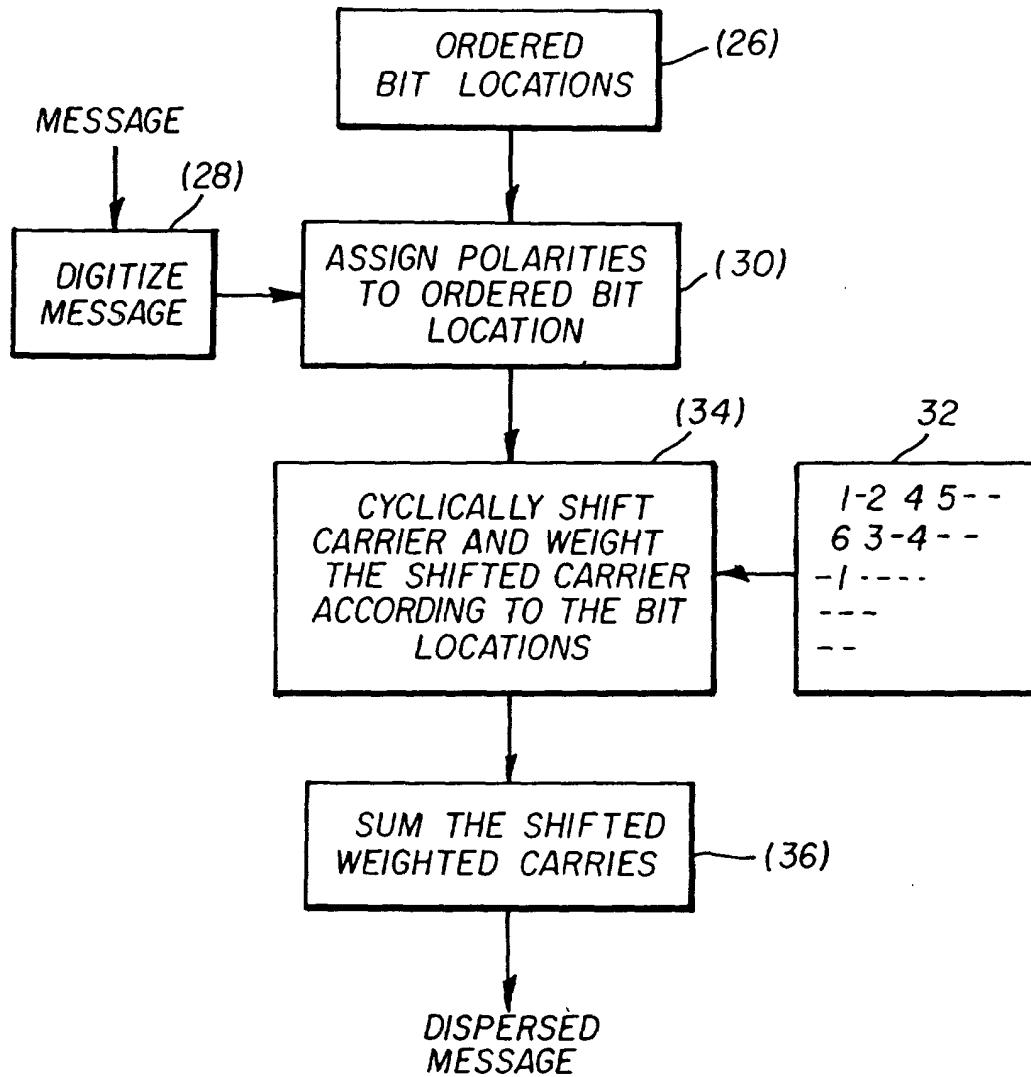 ORDERED
BIT LOCATIONS
(26)
MESSAGE
(28)
DIGITIZE
MESSAGE
ASSIGN POLARITIES
TO ORDERED BIT
LOCATION
(30)
(34)
CYCLICALLY SHIFT
CARRIER AND WEIGHT
THE SHIFTED CARRIER
ACCORDING TO THE BIT
LOCATIONS
32
1-2 4 5--
6 3-4--
-1----
---
--
SUM THE SHIFTED
WEIGHTED CARRIES
(36)
DISPERSED
MESSAGE